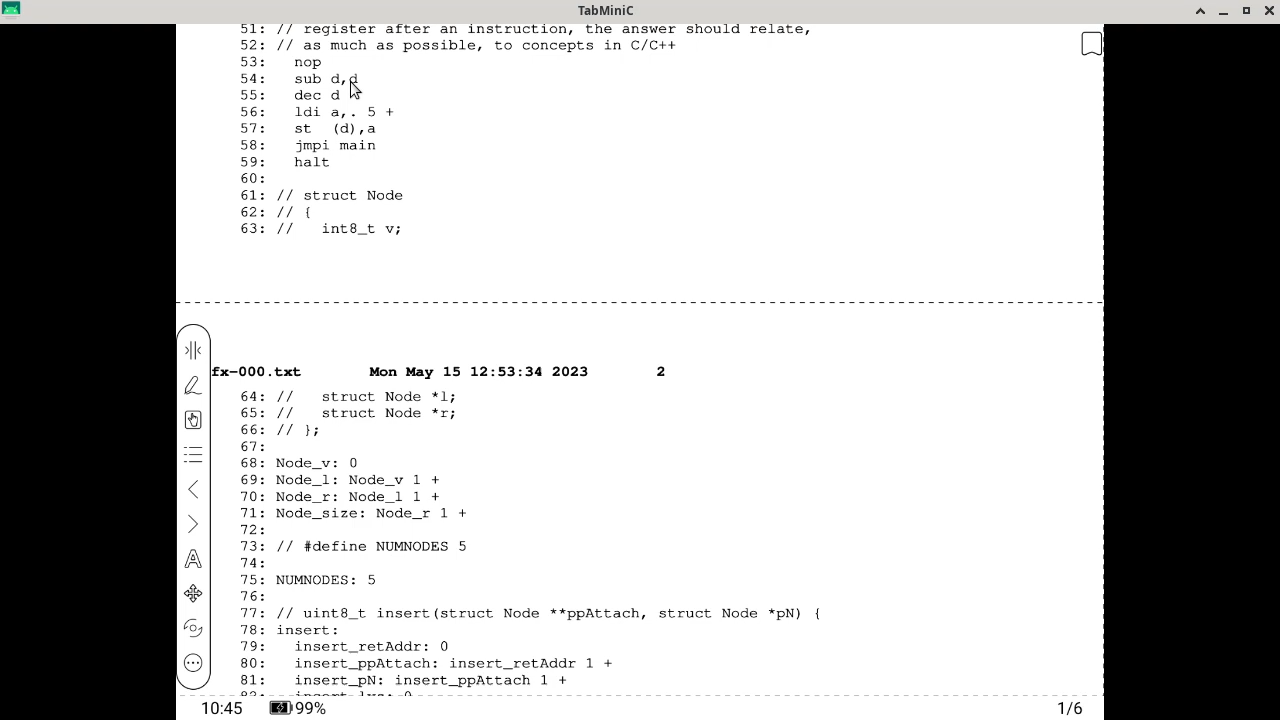 TabMiniC
51: // register after an instruction, the answer should relate,
52: // as much as possible, to concepts in C/C++
53:   nop
54:   sub d,d
55:   dec d
56:   ldi a,. 5 +
57:   st  (d),a
58:   jmpi main
59:   halt
60:
61: // struct Node
62: // {
63: //   int8_t v;
fx-000.txt Mon May 15 12:53:34 2023 2
64: //   struct Node *l;
65: //   struct Node *r;
66: // };
67:
68: Node_v: 0
69: Node_l: Node_v 1 +
70: Node_r: Node_l 1 +
71: Node_size: Node_r 1 +
72:
73: // #define NUMNODES 5
74:
75: NUMNODES: 5
76:
77: // uint8_t insert(struct Node **ppAttach, struct Node *pN) {
78: insert:
79:   insert_retAddr: 0
80:   insert_ppAttach: insert_retAddr 1 +
81:   insert_pN: insert_ppAttach 1 +
10:45 99% 1/6